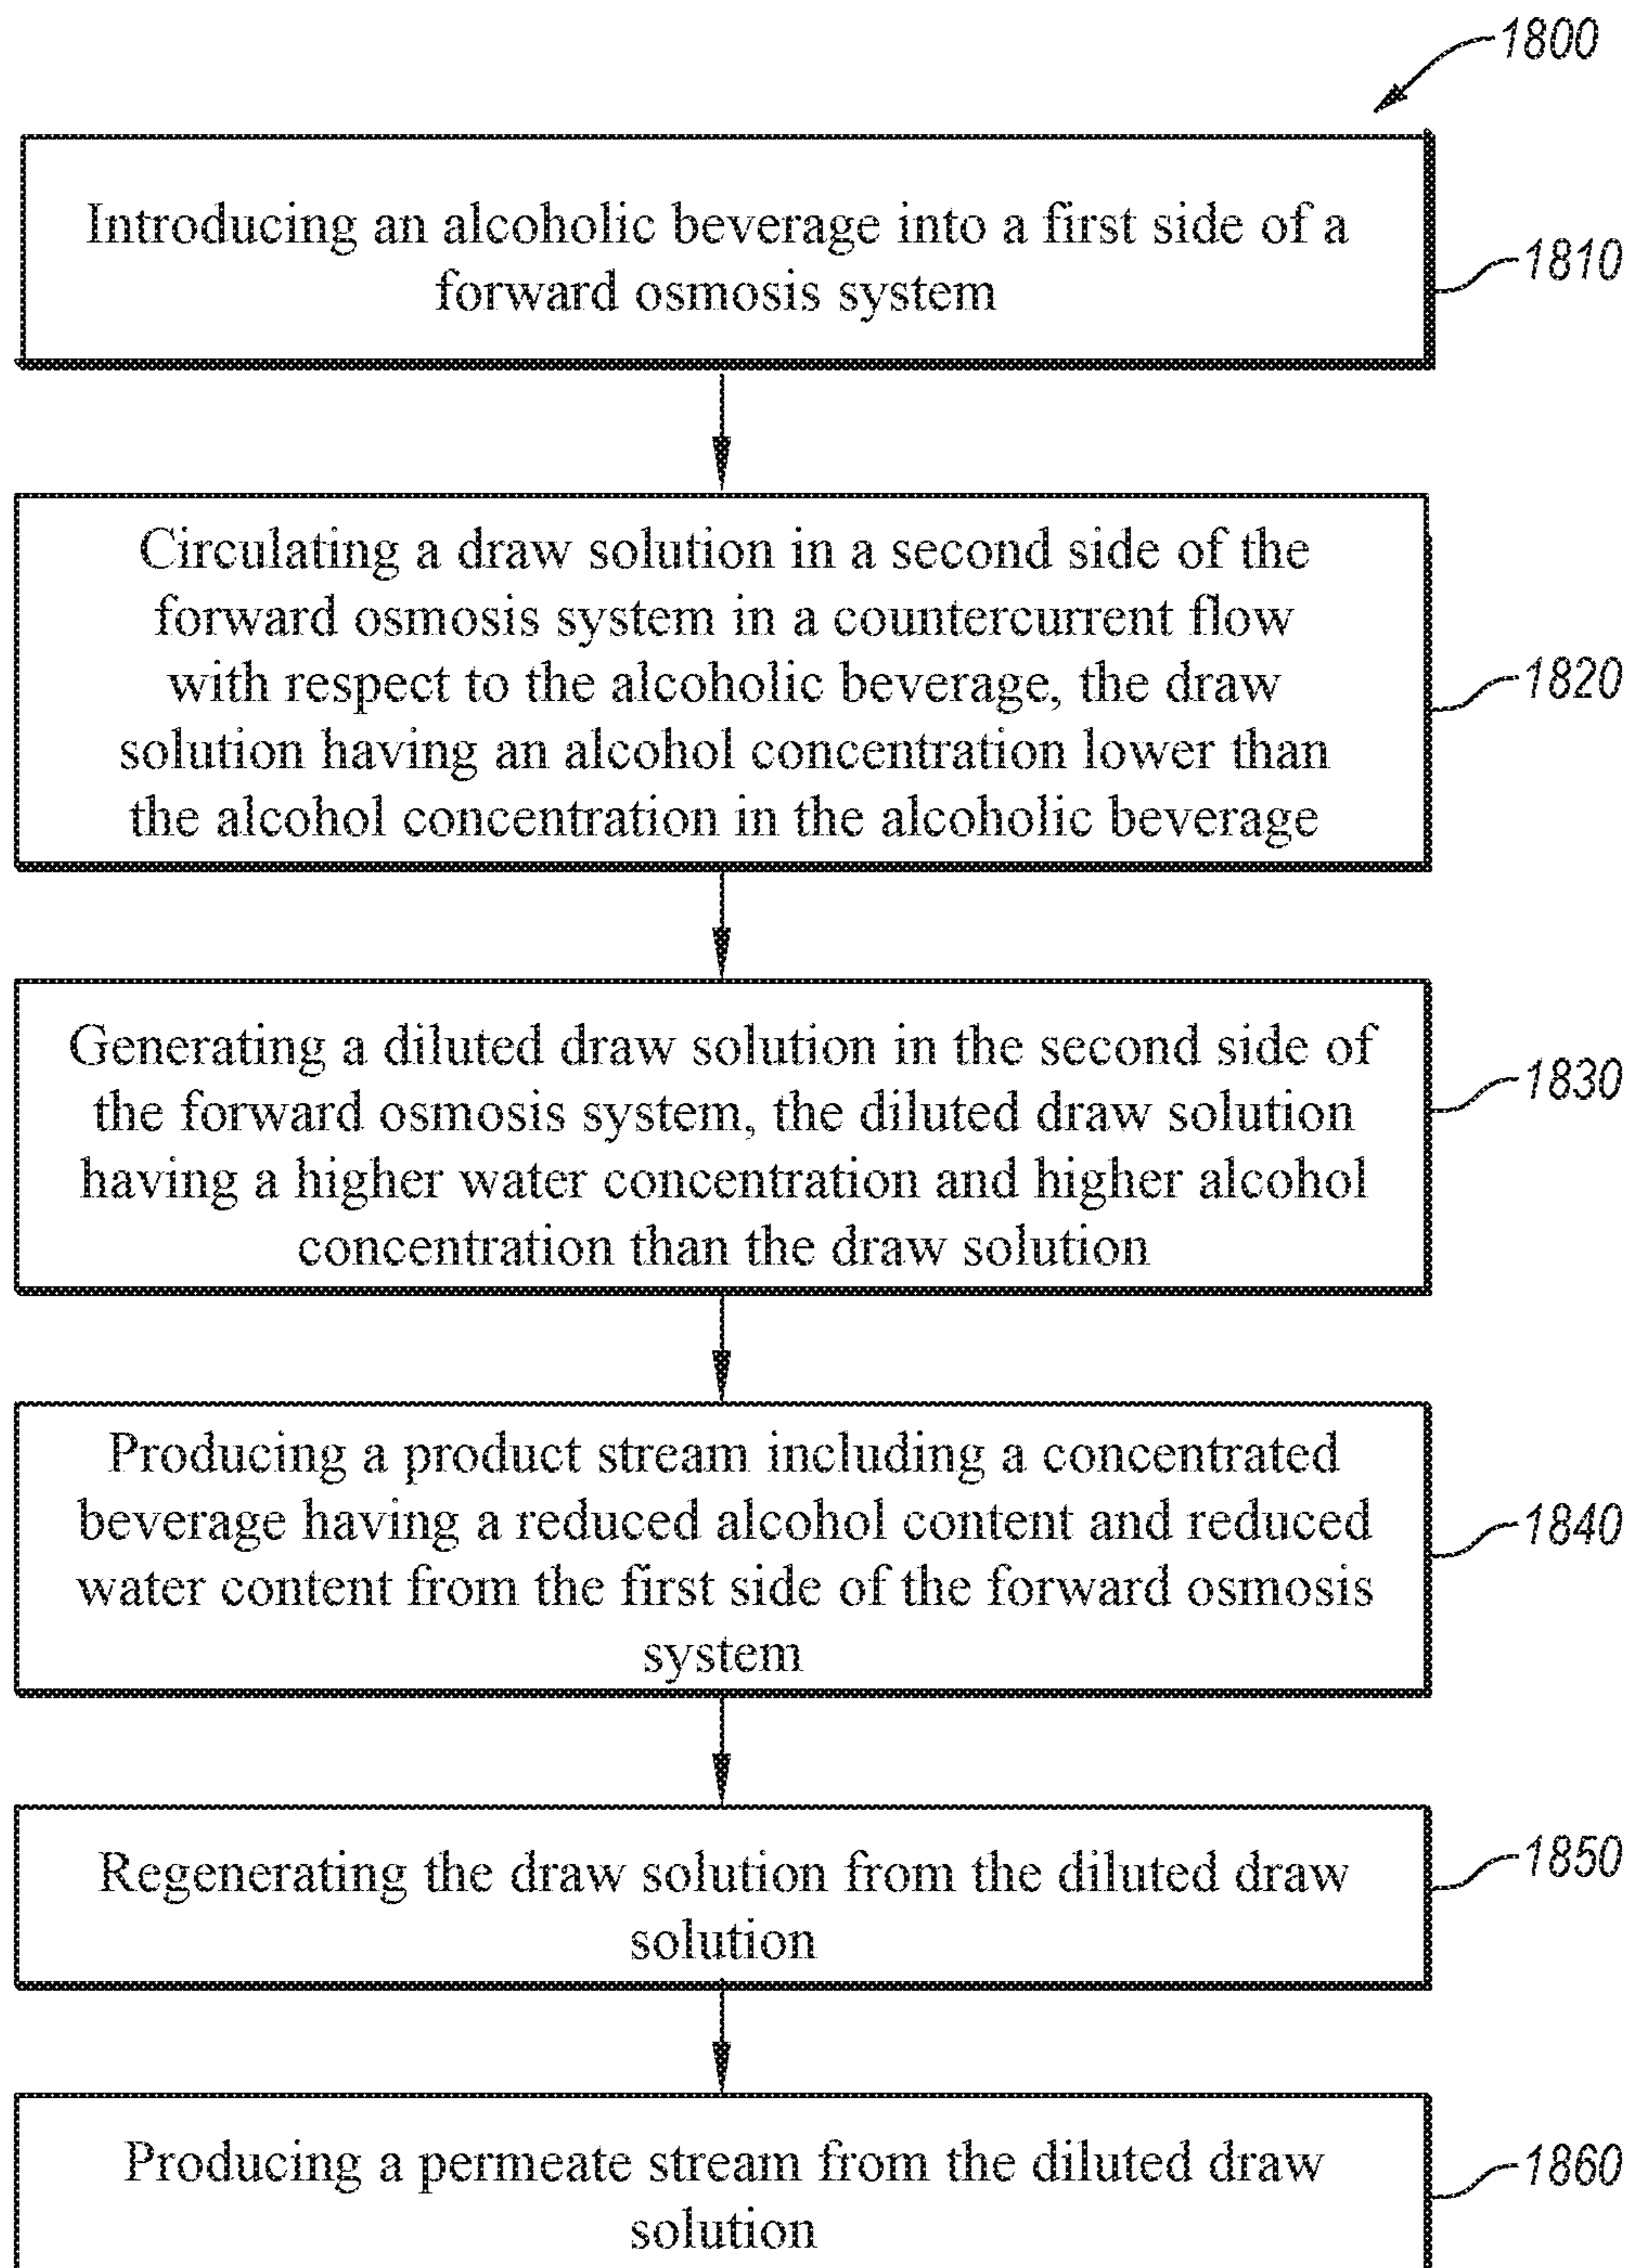 1800
Introducing an alcoholic beverage into a first side of a
forward osmosis system
1810
Circulating a draw solution in a second side of the
forward osmosis system in a countercurrent flow
with respect to the alcoholic beverage, the draw
solution having an alcohol concentration lower than
the alcohol concentration in the alcoholic beverage
1820
Generating a diluted draw solution in the second side of
the forward osmosis system, the diluted draw solution
having a higher water concentration and higher alcohol
concentration than the draw solution
1830
Producing a product stream including a concentrated
beverage having a reduced alcohol content and reduced
water content from the first side of the forward osmosis
system
1840
Regenerating the draw solution from the diluted draw
solution
1850
Producing a permeate stream from the diluted draw
solution
1860